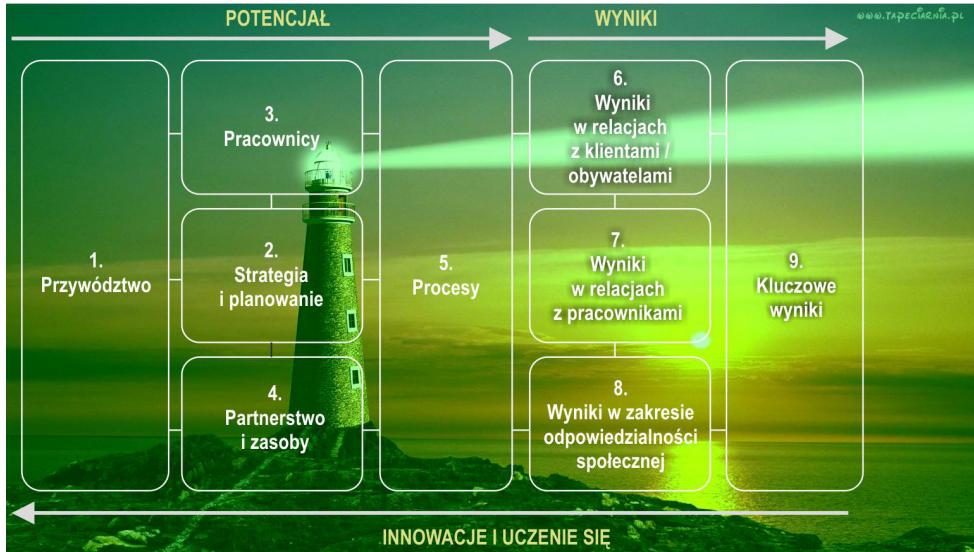 POTENCJAŁ
WYNIKI
www.tapeciarnia.pl
1.
Przywództwo
3.
Pracownicy
2.
Strategia
i planowanie
4.
Partnerstwo
i zasoby
5.
Procesy
6.
Wyniki
w relacjach
z klientami /
obywatelami
7.
Wyniki
w relacjach
z pracownikami
8.
Wyniki w zakresie
odpowiedzialności
społecznej
9.
Kluczowe
wyniki
INNOWACJE I UCZENIE SIĘ